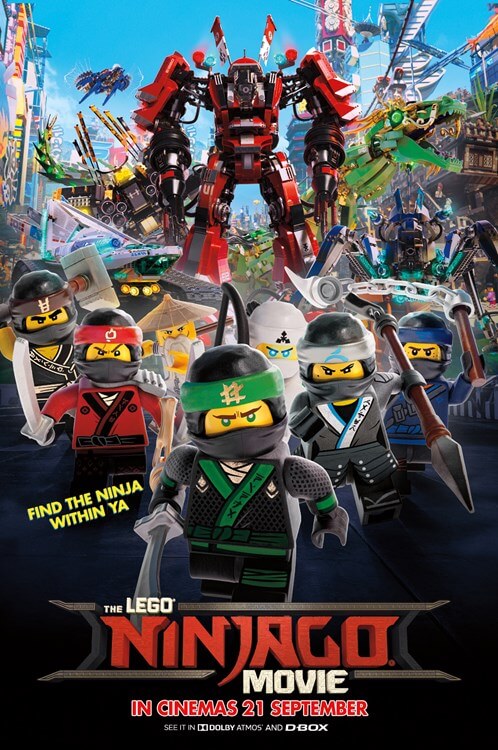 FIND THE NINJA
WITHIN YA
THE LEGO®
NINJAGO®
MOVIE
IN CINEMAS 21 SEPTEMBER
SEE IT IN DOLBY ATMOS® AND D-BOX